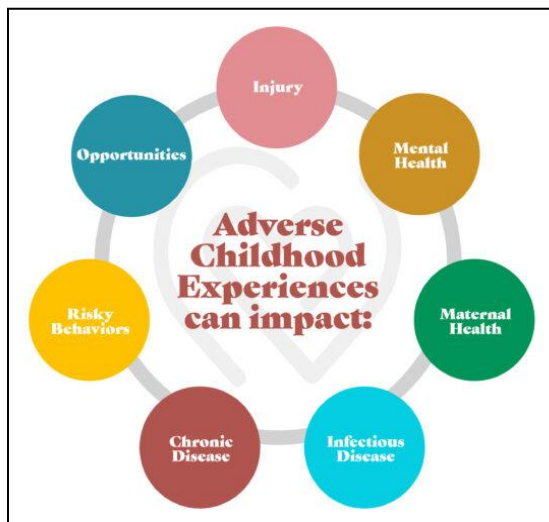 Adverse
Childhood
Experiences
can impact:
Injury
Mental
Health
Maternal
Health
Infectious
Disease
Chronic
Disease
Risky
Behaviors
Opportunities